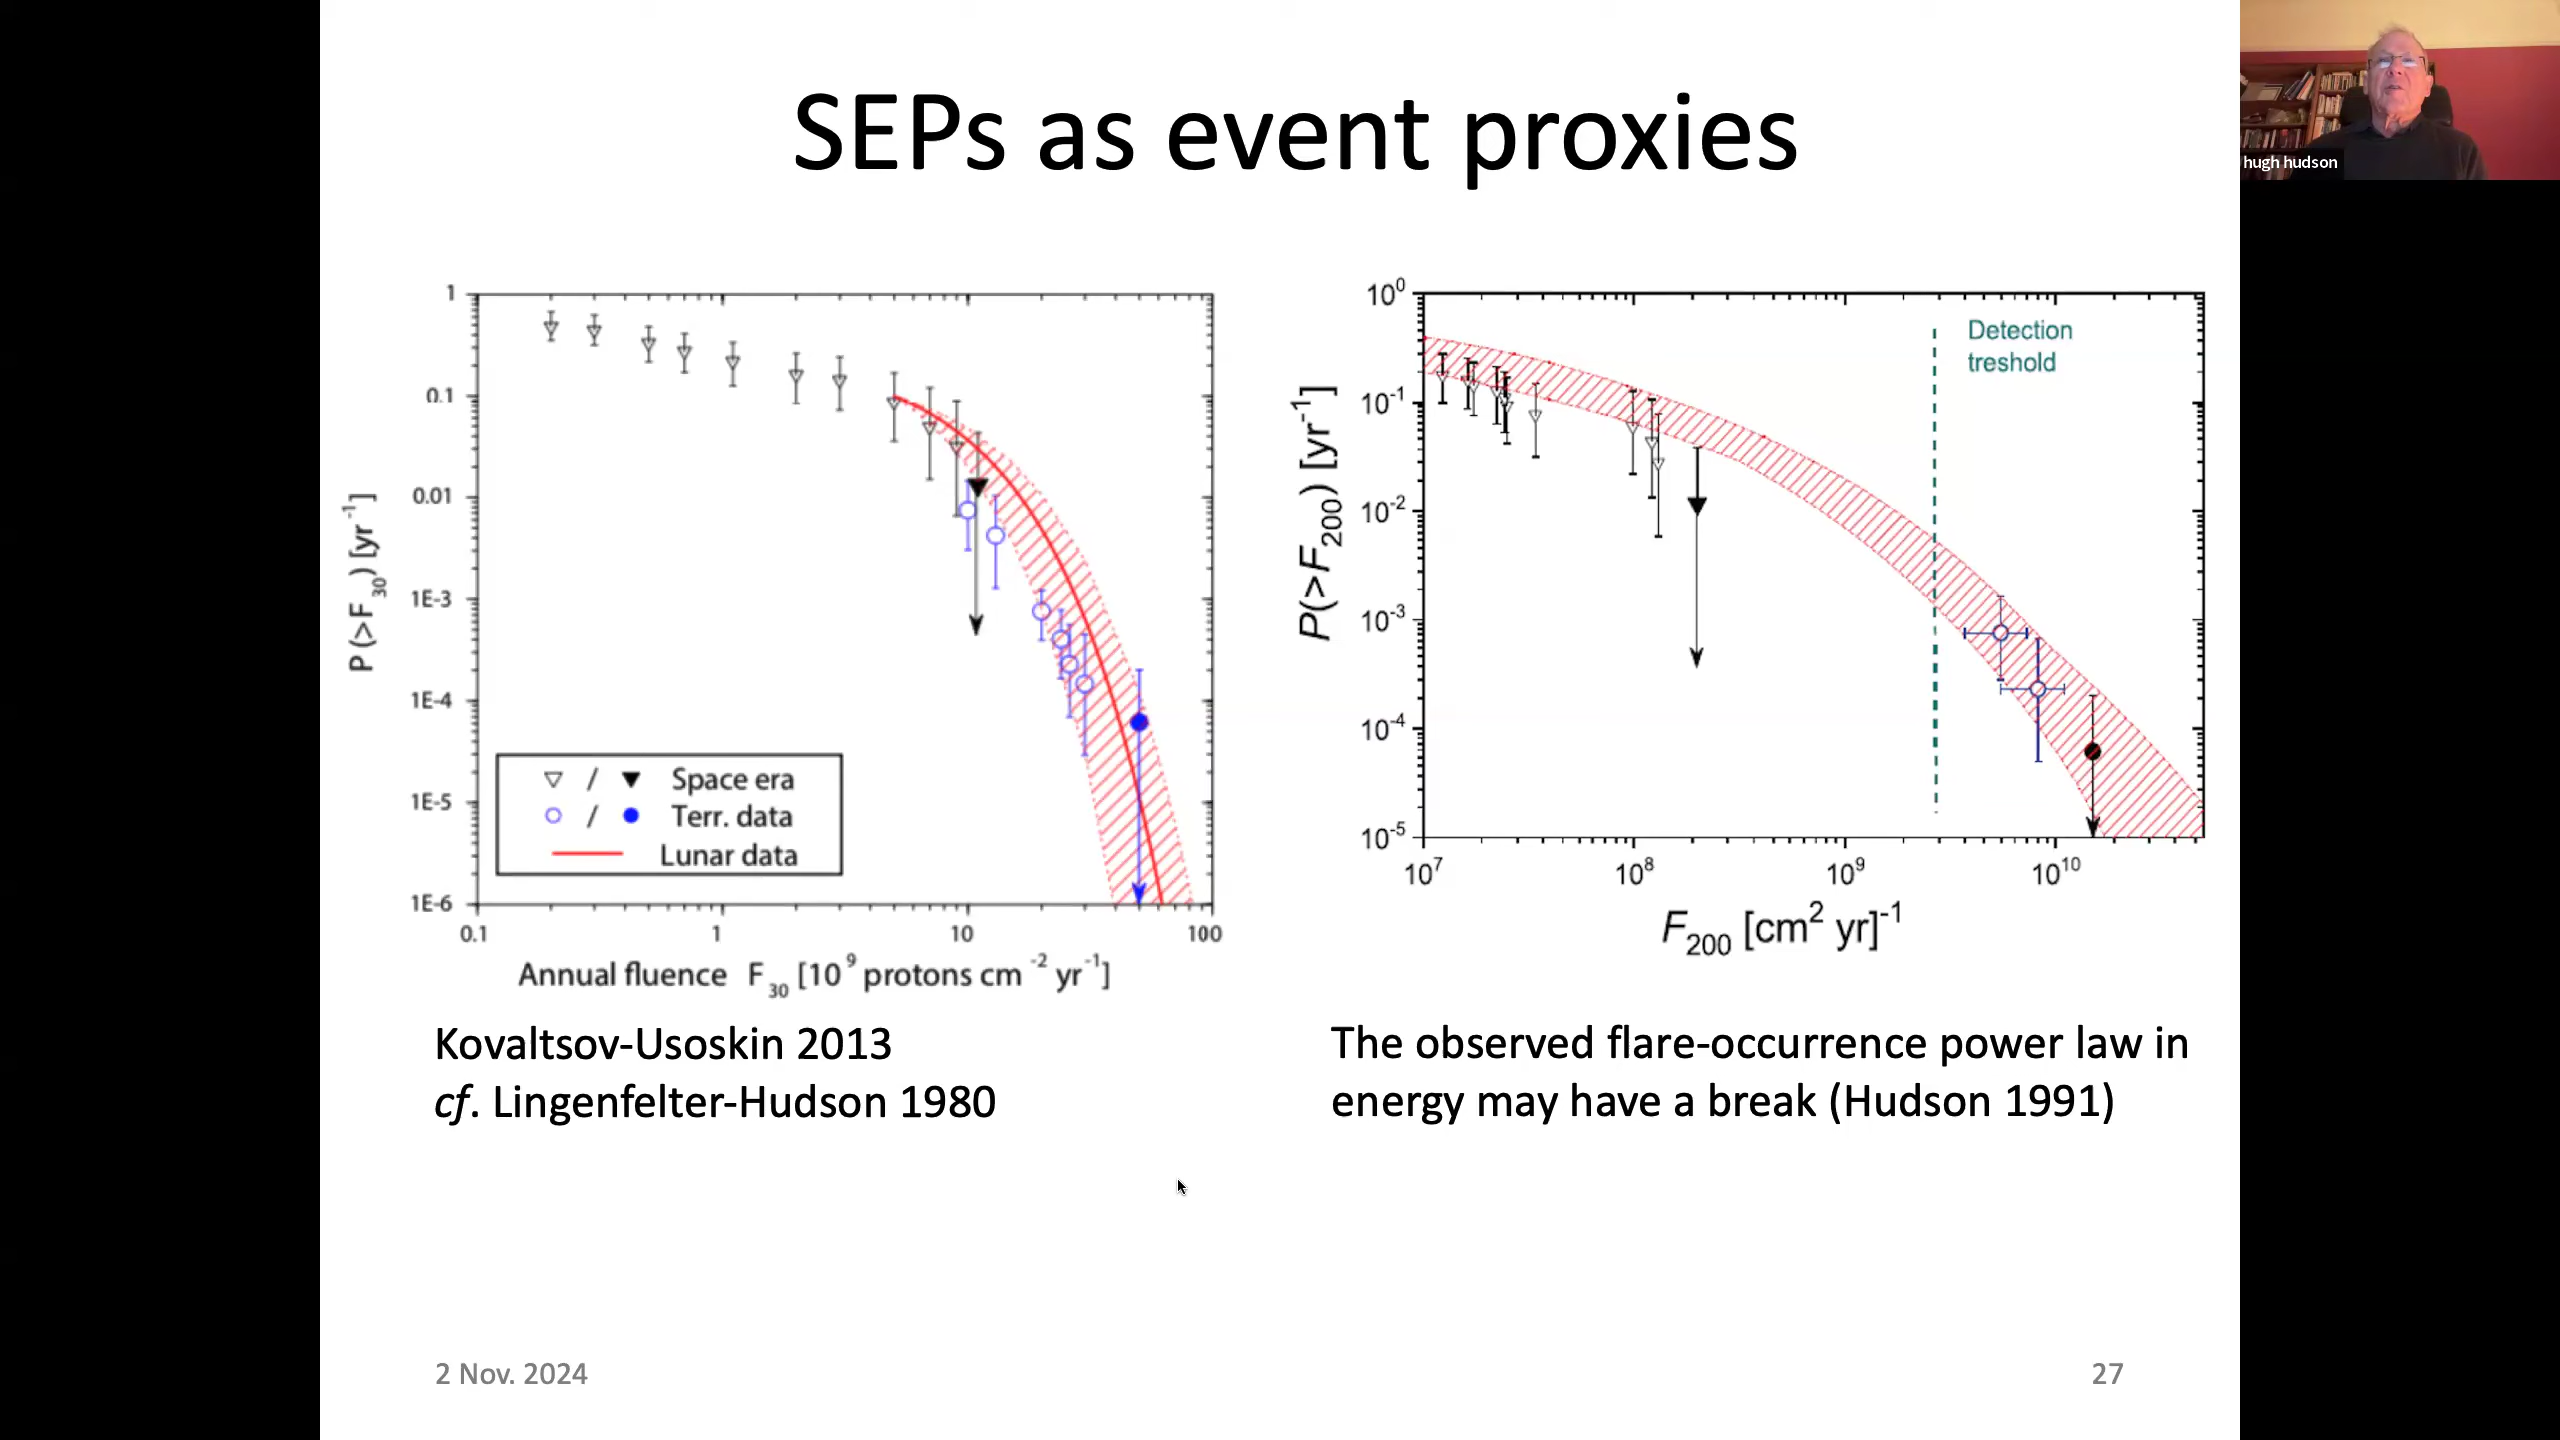 SEPs as event proxies
hugh hudson
1
0.1
0.01
1E-3
1E-4
1E-5
1E-6
P (>F30) [yr-1]
▽ / ▼ Space era
○ / ● Terr. data
Lunar data
0.1 1 10 100
Annual fluence F30 [10^9 protons cm-2 yr-1]
Kovaltsov-Usoskin 2013
cf. Lingenfelter-Hudson 1980
10^0
10^-1
10^-2
10^-3
10^-4
10^-5
P(>F200) [yr-1]
Detection
treshold
10^7 10^8 10^9 10^10
F200 [cm2 yr]-1
The observed flare-occurrence power law in
energy may have a break (Hudson 1991)
2 Nov. 2024
27